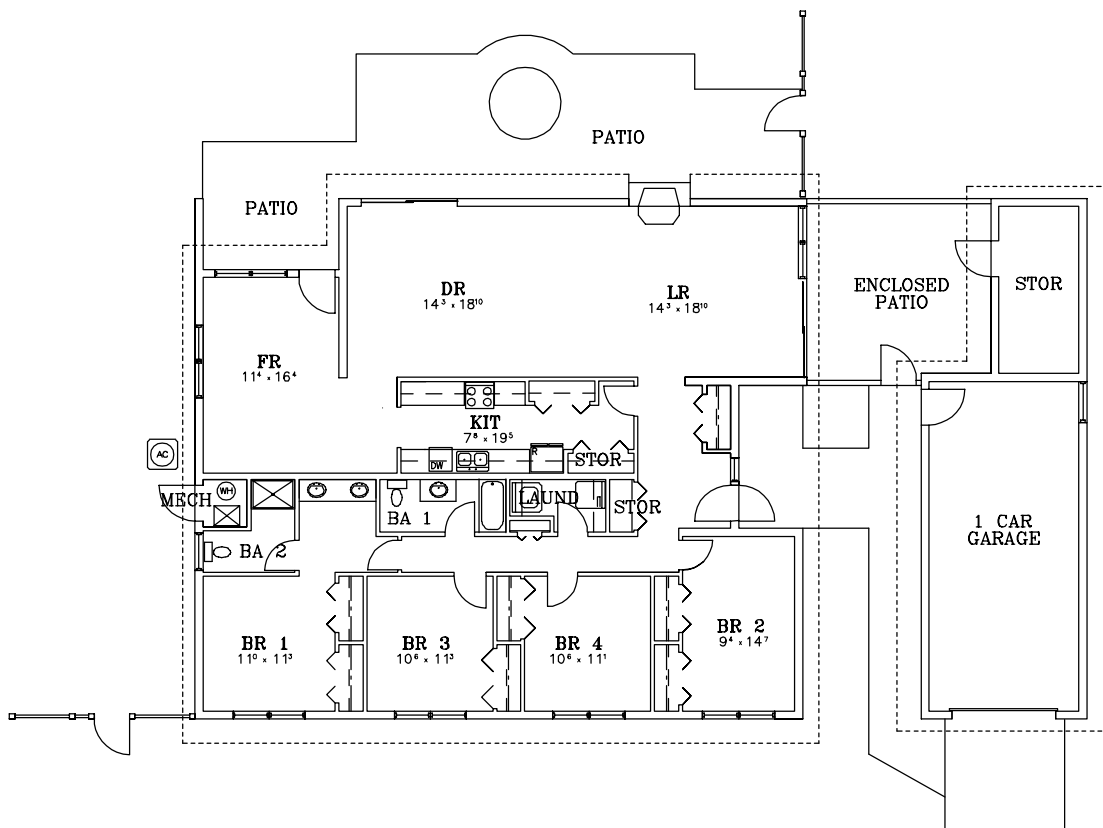 PATIO
PATIO
DR
14³ x 18¹⁰
LR
14³ x 18¹⁰
ENCLOSED
PATIO
STOR
FR
11⁴ x 16⁴
KIT
7⁸ x 19⁵
R
AC
DW
STOR
MECH
WH
LAUND
STOR
BA 1
BA 2
1 CAR
GARAGE
BR 1
11⁰ x 11³
BR 3
10⁶ x 11³
BR 4
10⁶ x 11¹
BR 2
9⁴ x 14⁷